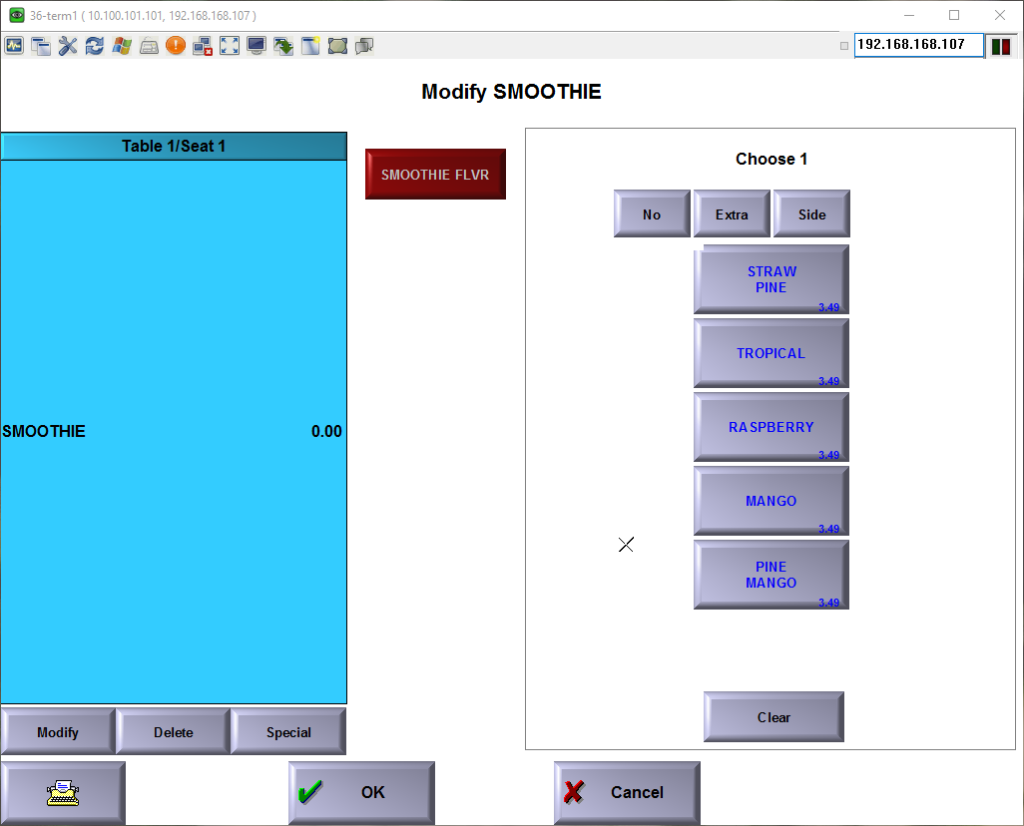 36-term1 ( 10.100.101.101, 192.168.168.107 )
192.168.168.107
Modify SMOOTHIE
Table 1/Seat 1
SMOOTHIE 0.00
Modify Delete Special
SMOOTHIE FLVR
Choose 1
No Extra Side
STRAW
PINE
3.49
TROPICAL
3.49
RASPBERRY
3.49
MANGO
3.49
PINE
MANGO
3.49
Clear
OK Cancel